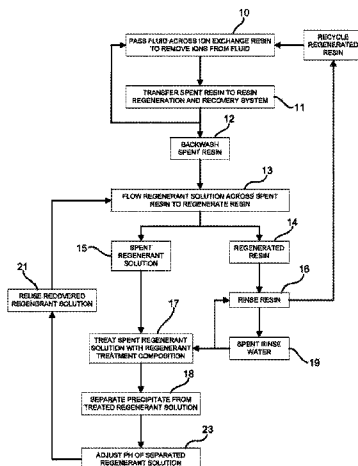 10
PASS FLUID ACROSS ION EXCHANGE RESIN
TO REMOVE IONS FROM FLUID
RECYCLE
REGENERATED
RESIN
TRANSFER SPENT RESIN TO RESIN
REGENERATION AND RECOVERY SYSTEM
11
12
BACKWASH
SPENT RESIN
13
FLOW REGENERANT SOLUTION ACROSS SPENT
RESIN TO REGENERATE RESIN
14
15
SPENT
REGENERANT
SOLUTION
REGENERATED
RESIN
16
21
REUSE RECOVERED
REGENERANT SOLUTION
17
RINSE RESIN
TREAT SPENT REGENERANT
SOLUTION WITH REGENERANT
TREATMENT COMPOSITION
SPENT RINSE
WATER
18
19
SEPARATE PRECIPITATE FROM
TREATED REGENERANT SOLUTION
23
ADJUST PH OF SEPARATED
REGENERANT SOLUTION